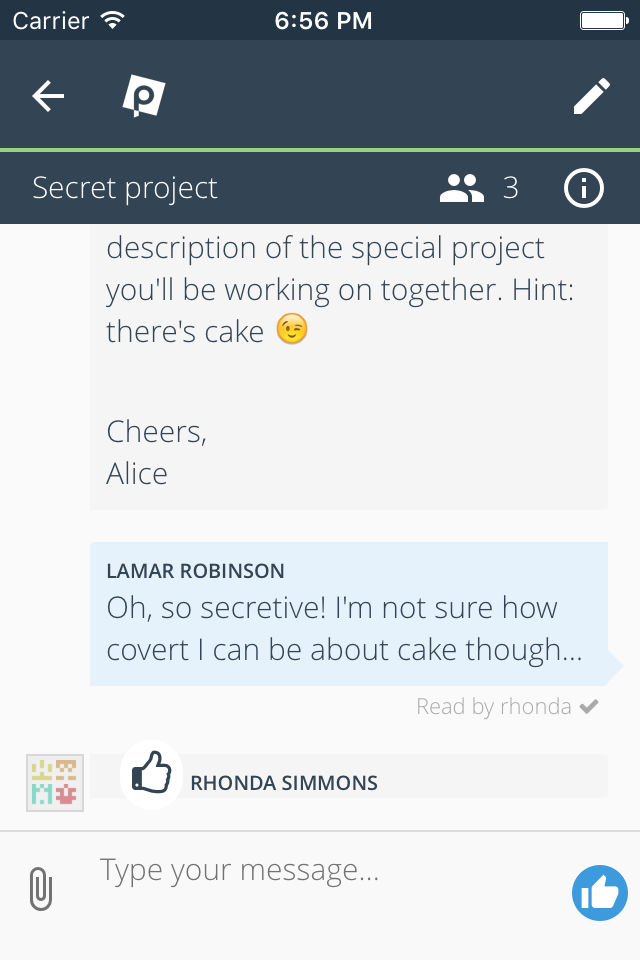 Carrier 6:56 PM
Secret project 3
description of the special project
you'll be working on together. Hint:
there's cake 😉
Cheers,
Alice
LAMAR ROBINSON
Oh, so secretive! I'm not sure how
covert I can be about cake though...
Read by rhonda
RHONDA SIMMONS
Type your message...